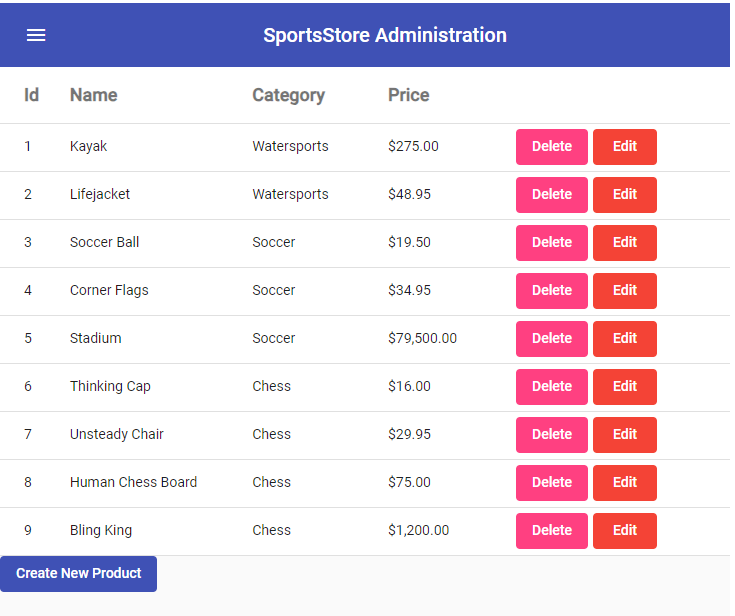 SportsStore Administration
Id Name Category Price
1 Kayak Watersports $275.00 Delete Edit
2 Lifejacket Watersports $48.95 Delete Edit
3 Soccer Ball Soccer $19.50 Delete Edit
4 Corner Flags Soccer $34.95 Delete Edit
5 Stadium Soccer $79,500.00 Delete Edit
6 Thinking Cap Chess $16.00 Delete Edit
7 Unsteady Chair Chess $29.95 Delete Edit
8 Human Chess Board Chess $75.00 Delete Edit
9 Bling King Chess $1,200.00 Delete Edit
Create New Product